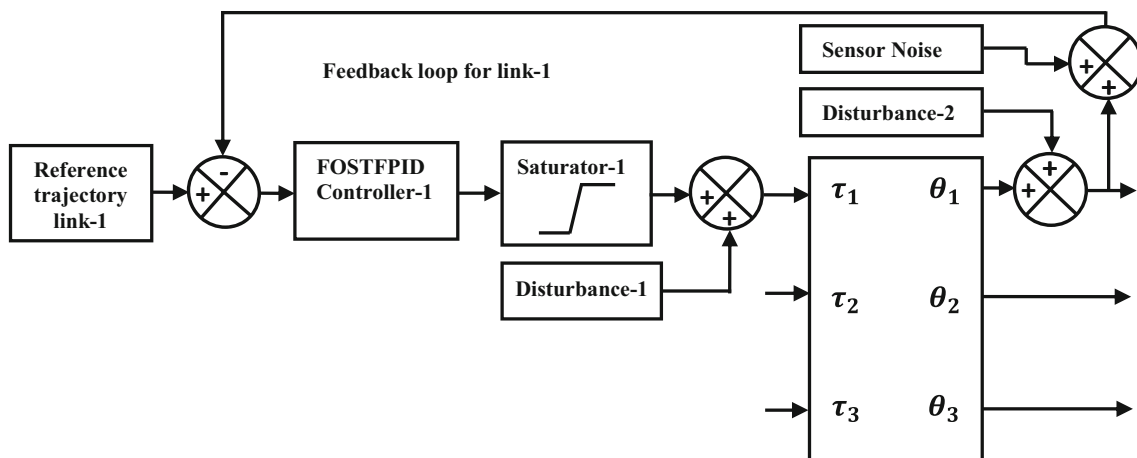 Sensor Noise
+
+
Feedback loop for link-1
Disturbance-2
Reference
trajectory
link-1
+
-
FOSTFPID
Controller-1
Saturator-1
+
+
τ₁
θ₁
+
+
Disturbance-1
τ₂
θ₂
τ₃
θ₃